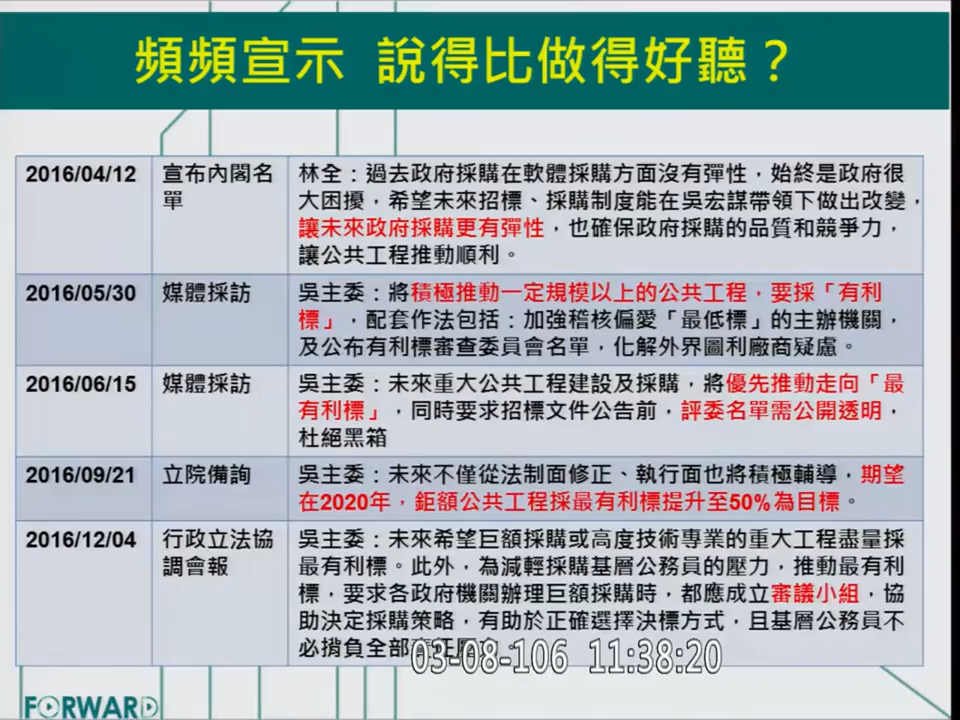 頻頻宣示 說得比做得好聽？
2016/04/12
宣布內閣名
單
林全：過去政府採購在軟體採購方面沒有彈性，始終是政府很
大困擾，希望未來招標、採購制度能在吳宏謀帶領下做出改變，
讓未來政府採購更有彈性，也確保政府採購的品質和競爭力，
讓公共工程推動順利。
2016/05/30
媒體採訪
吳主委：將積極推動一定規模以上的公共工程，要採「有利
標」，配套作法包括：加強稽核偏愛「最低標」的主辦機關，
及公布有利標審查委員會名單，化解外界圖利廠商疑慮。
2016/06/15
媒體採訪
吳主委：未來重大公共工程建設及採購，將優先推動走向「最
有利標」，同時要求招標文件公告前，評委名單需公開透明，
杜絕黑箱
2016/09/21
立院備詢
吳主委：未來不僅從法制面修正、執行面也將積極輔導，期望
在2020年，鉅額公共工程採最有利標提升至50%為目標。
2016/12/04
行政立法協
調會報
吳主委：未來希望巨額採購或高度技術專業的重大工程盡量採
最有利標。此外，為減輕採購基層公務員的壓力，推動最有利
標，要求各政府機關辦理巨額採購時，都應成立審議小組，協
助決定採購策略，有助於正確選擇決標方式，且基層公務員不
必揹負全部
03-08-106 11:38:20
FORWARD